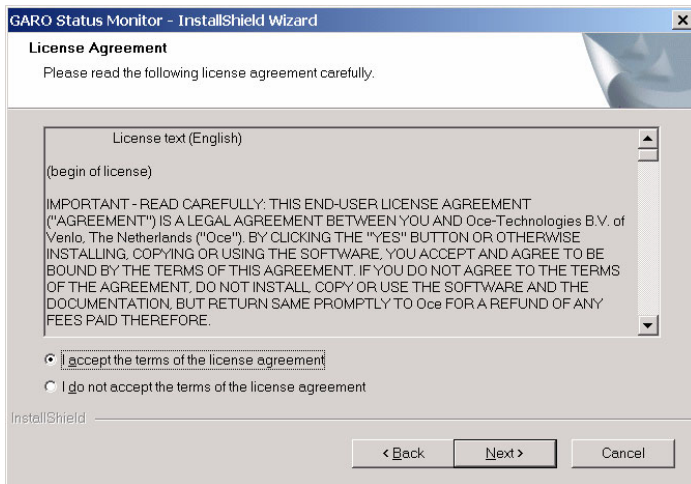 GARO Status Monitor - InstallShield Wizard
License Agreement
Please read the following license agreement carefully.
License text (English)
(begin of license)
IMPORTANT - READ CAREFULLY: THIS END-USER LICENSE AGREEMENT
("AGREEMENT") IS A LEGAL AGREEMENT BETWEEN YOU AND Oce-Technologies B.V. of
Venlo, The Netherlands ("Oce"). BY CLICKING THE "YES" BUTTON OR OTHERWISE
INSTALLING, COPYING OR USING THE SOFTWARE, YOU ACCEPT AND AGREE TO BE
BOUND BY THE TERMS OF THIS AGREEMENT. IF YOU DO NOT AGREE TO THE TERMS
OF THE AGREEMENT, DO NOT INSTALL, COPY OR USE THE SOFTWARE AND THE
DOCUMENTATION, BUT RETURN SAME PROMPTLY TO Oce FOR A REFUND OF ANY
FEES PAID THEREFORE.
I accept the terms of the license agreement
I do not accept the terms of the license agreement
InstallShield
< Back Next > Cancel